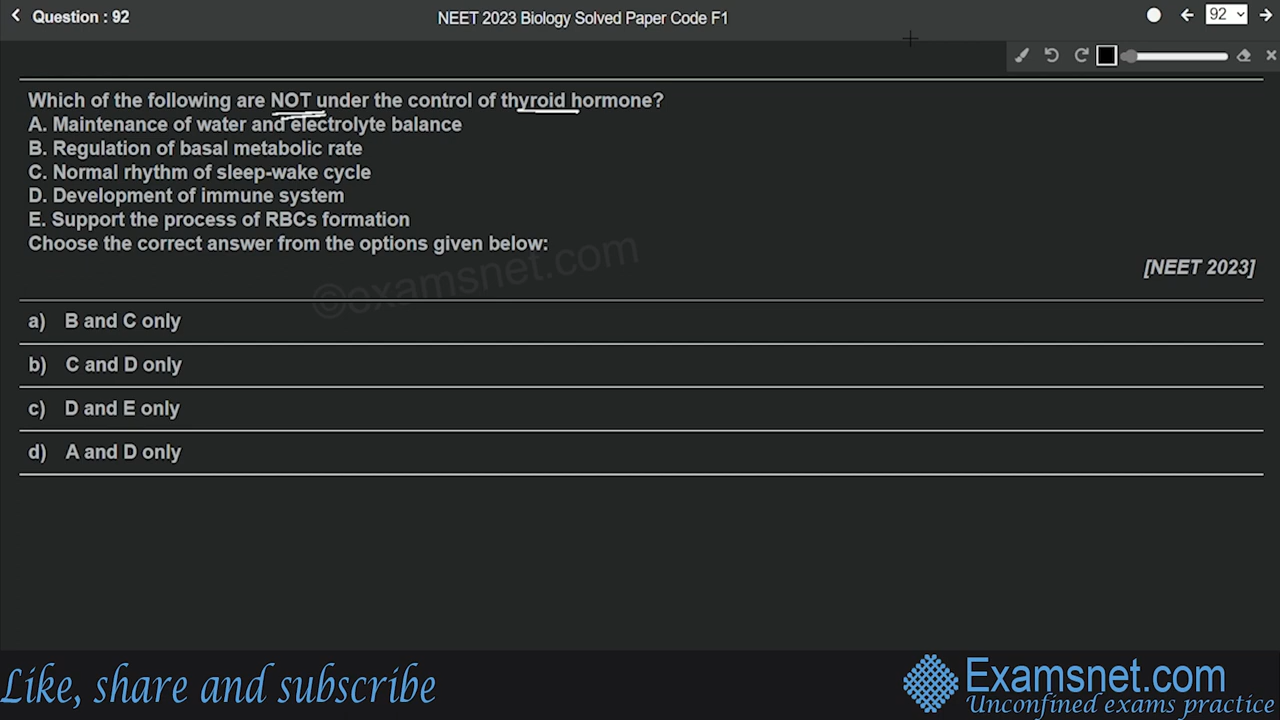 Question : 92
NEET 2023 Biology Solved Paper Code F1
92
Which of the following are NOT under the control of thyroid hormone?
A. Maintenance of water and electrolyte balance
B. Regulation of basal metabolic rate
C. Normal rhythm of sleep-wake cycle
D. Development of immune system
E. Support the process of RBCs formation
Choose the correct answer from the options given below:
©examsnet.com
[NEET 2023]
a) B and C only
b) C and D only
c) D and E only
d) A and D only
Like, share and subscribe
Examsnet.com
Unconfined exams practice